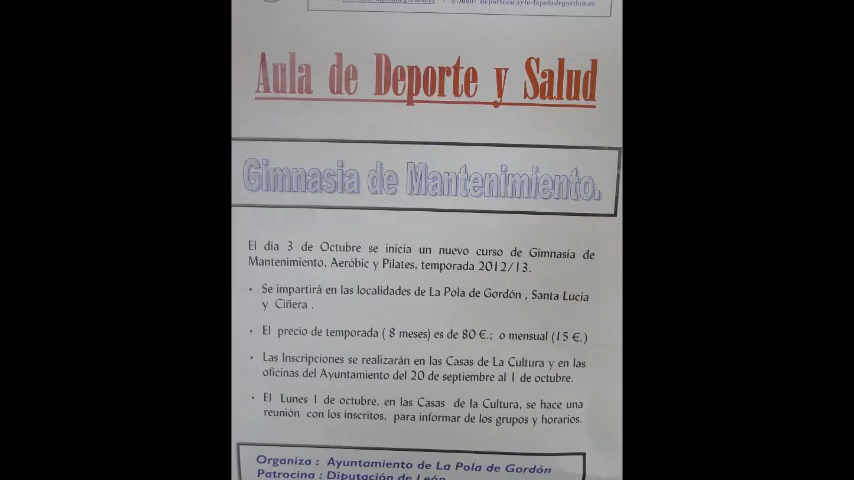 Aula de Deporte y Salud
Gimnasia de Mantenimiento.
El día 3 de Octubre se inicia un nuevo curso de Gimnasia de
Mantenimiento, Aeróbic y Pilates, temporada 2012/13.
• Se impartirá en las localidades de La Pola de Gordón , Santa Lucía
y Ciñera .
• El precio de temporada ( 8 meses) es de 80 €.; o mensual (15 €.)
• Las Inscripciones se realizarán en las Casas de La Cultura y en las
oficinas del Ayuntamiento del 20 de septiembre al 1 de octubre.
• El Lunes 1 de octubre, en las Casas de la Cultura, se hace una
reunión con los inscritos, para informar de los grupos y horarios.
Organiza : Ayuntamiento de La Pola de Gordón
Patrocina : Diputación de León